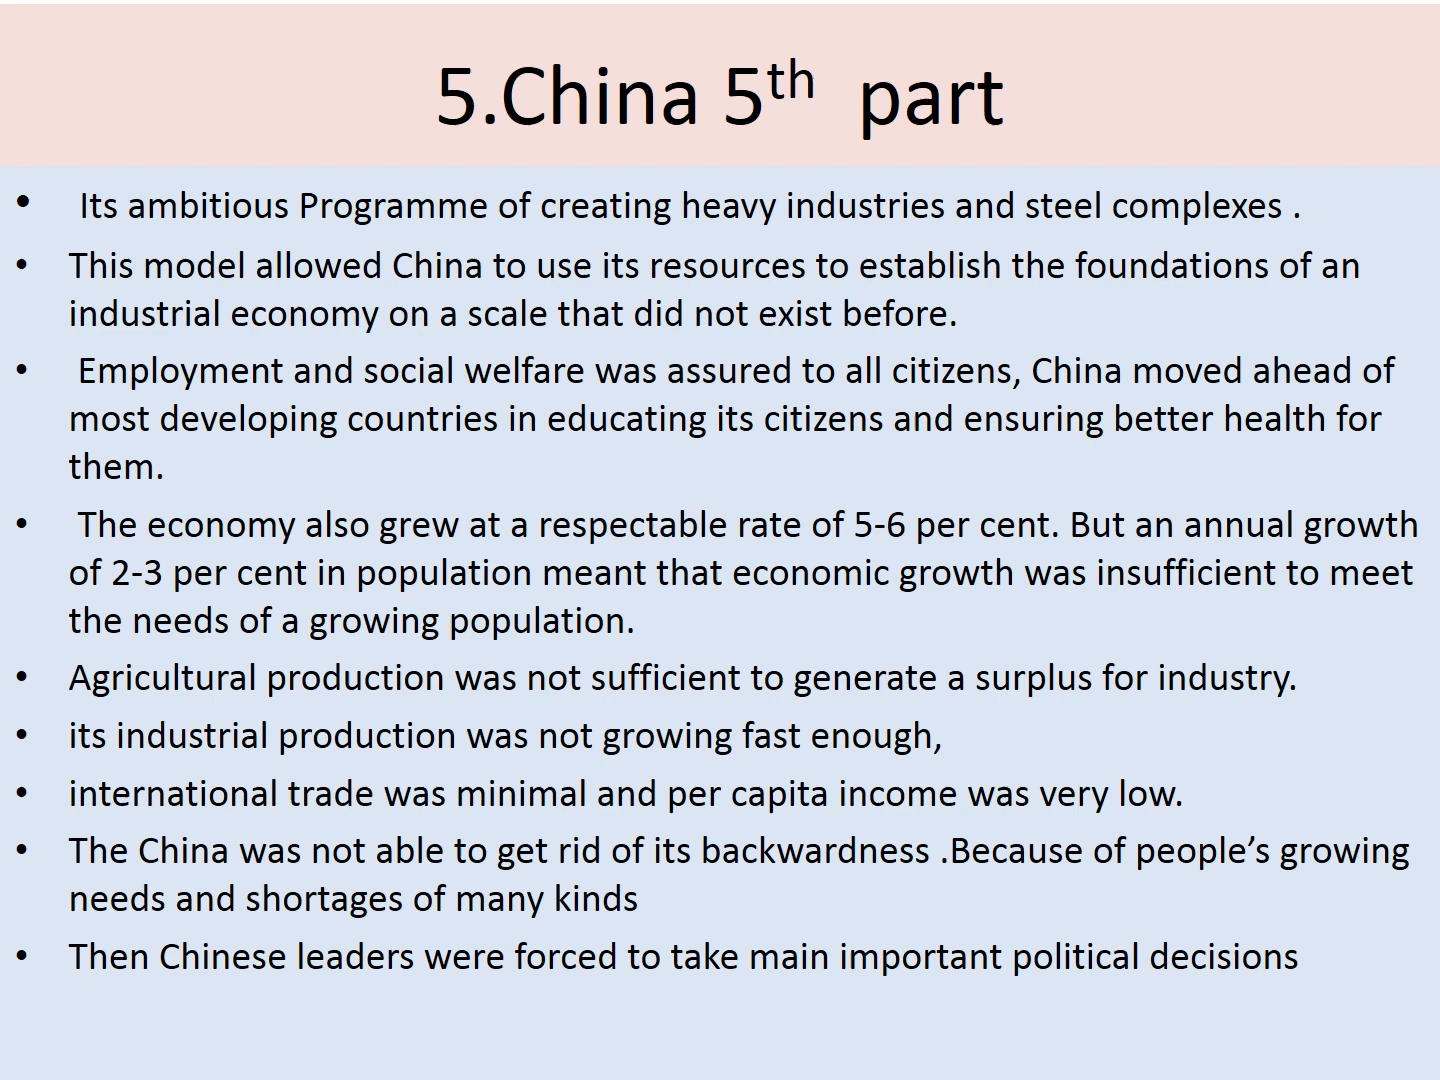 5.China 5th part
• Its ambitious Programme of creating heavy industries and steel complexes .
• This model allowed China to use its resources to establish the foundations of an
industrial economy on a scale that did not exist before.
• Employment and social welfare was assured to all citizens, China moved ahead of
most developing countries in educating its citizens and ensuring better health for
them.
• The economy also grew at a respectable rate of 5-6 per cent. But an annual growth
of 2-3 per cent in population meant that economic growth was insufficient to meet
the needs of a growing population.
• Agricultural production was not sufficient to generate a surplus for industry.
• its industrial production was not growing fast enough,
• international trade was minimal and per capita income was very low.
• The China was not able to get rid of its backwardness .Because of people’s growing
needs and shortages of many kinds
• Then Chinese leaders were forced to take main important political decisions